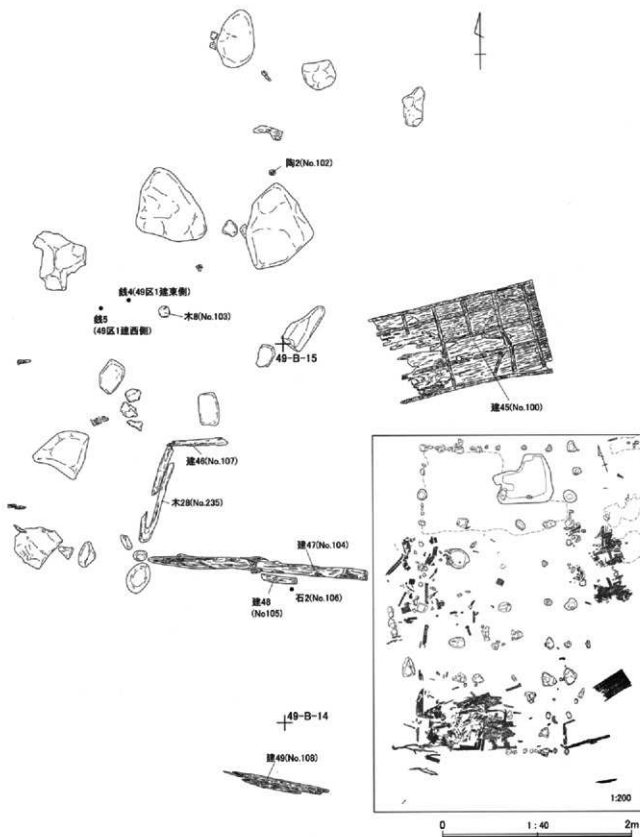 陶2(No.102)
銭4(49区1建東側)
銭5
(49区1建西側)
木8(No.103)
49-B-15
建45(No.100)
建46(No.107)
木28(No.235)
建47(No.104)
建48
(No105)
石2(No.106)
49-B-14
建49(No.108)
1:200
0 1:40 2m